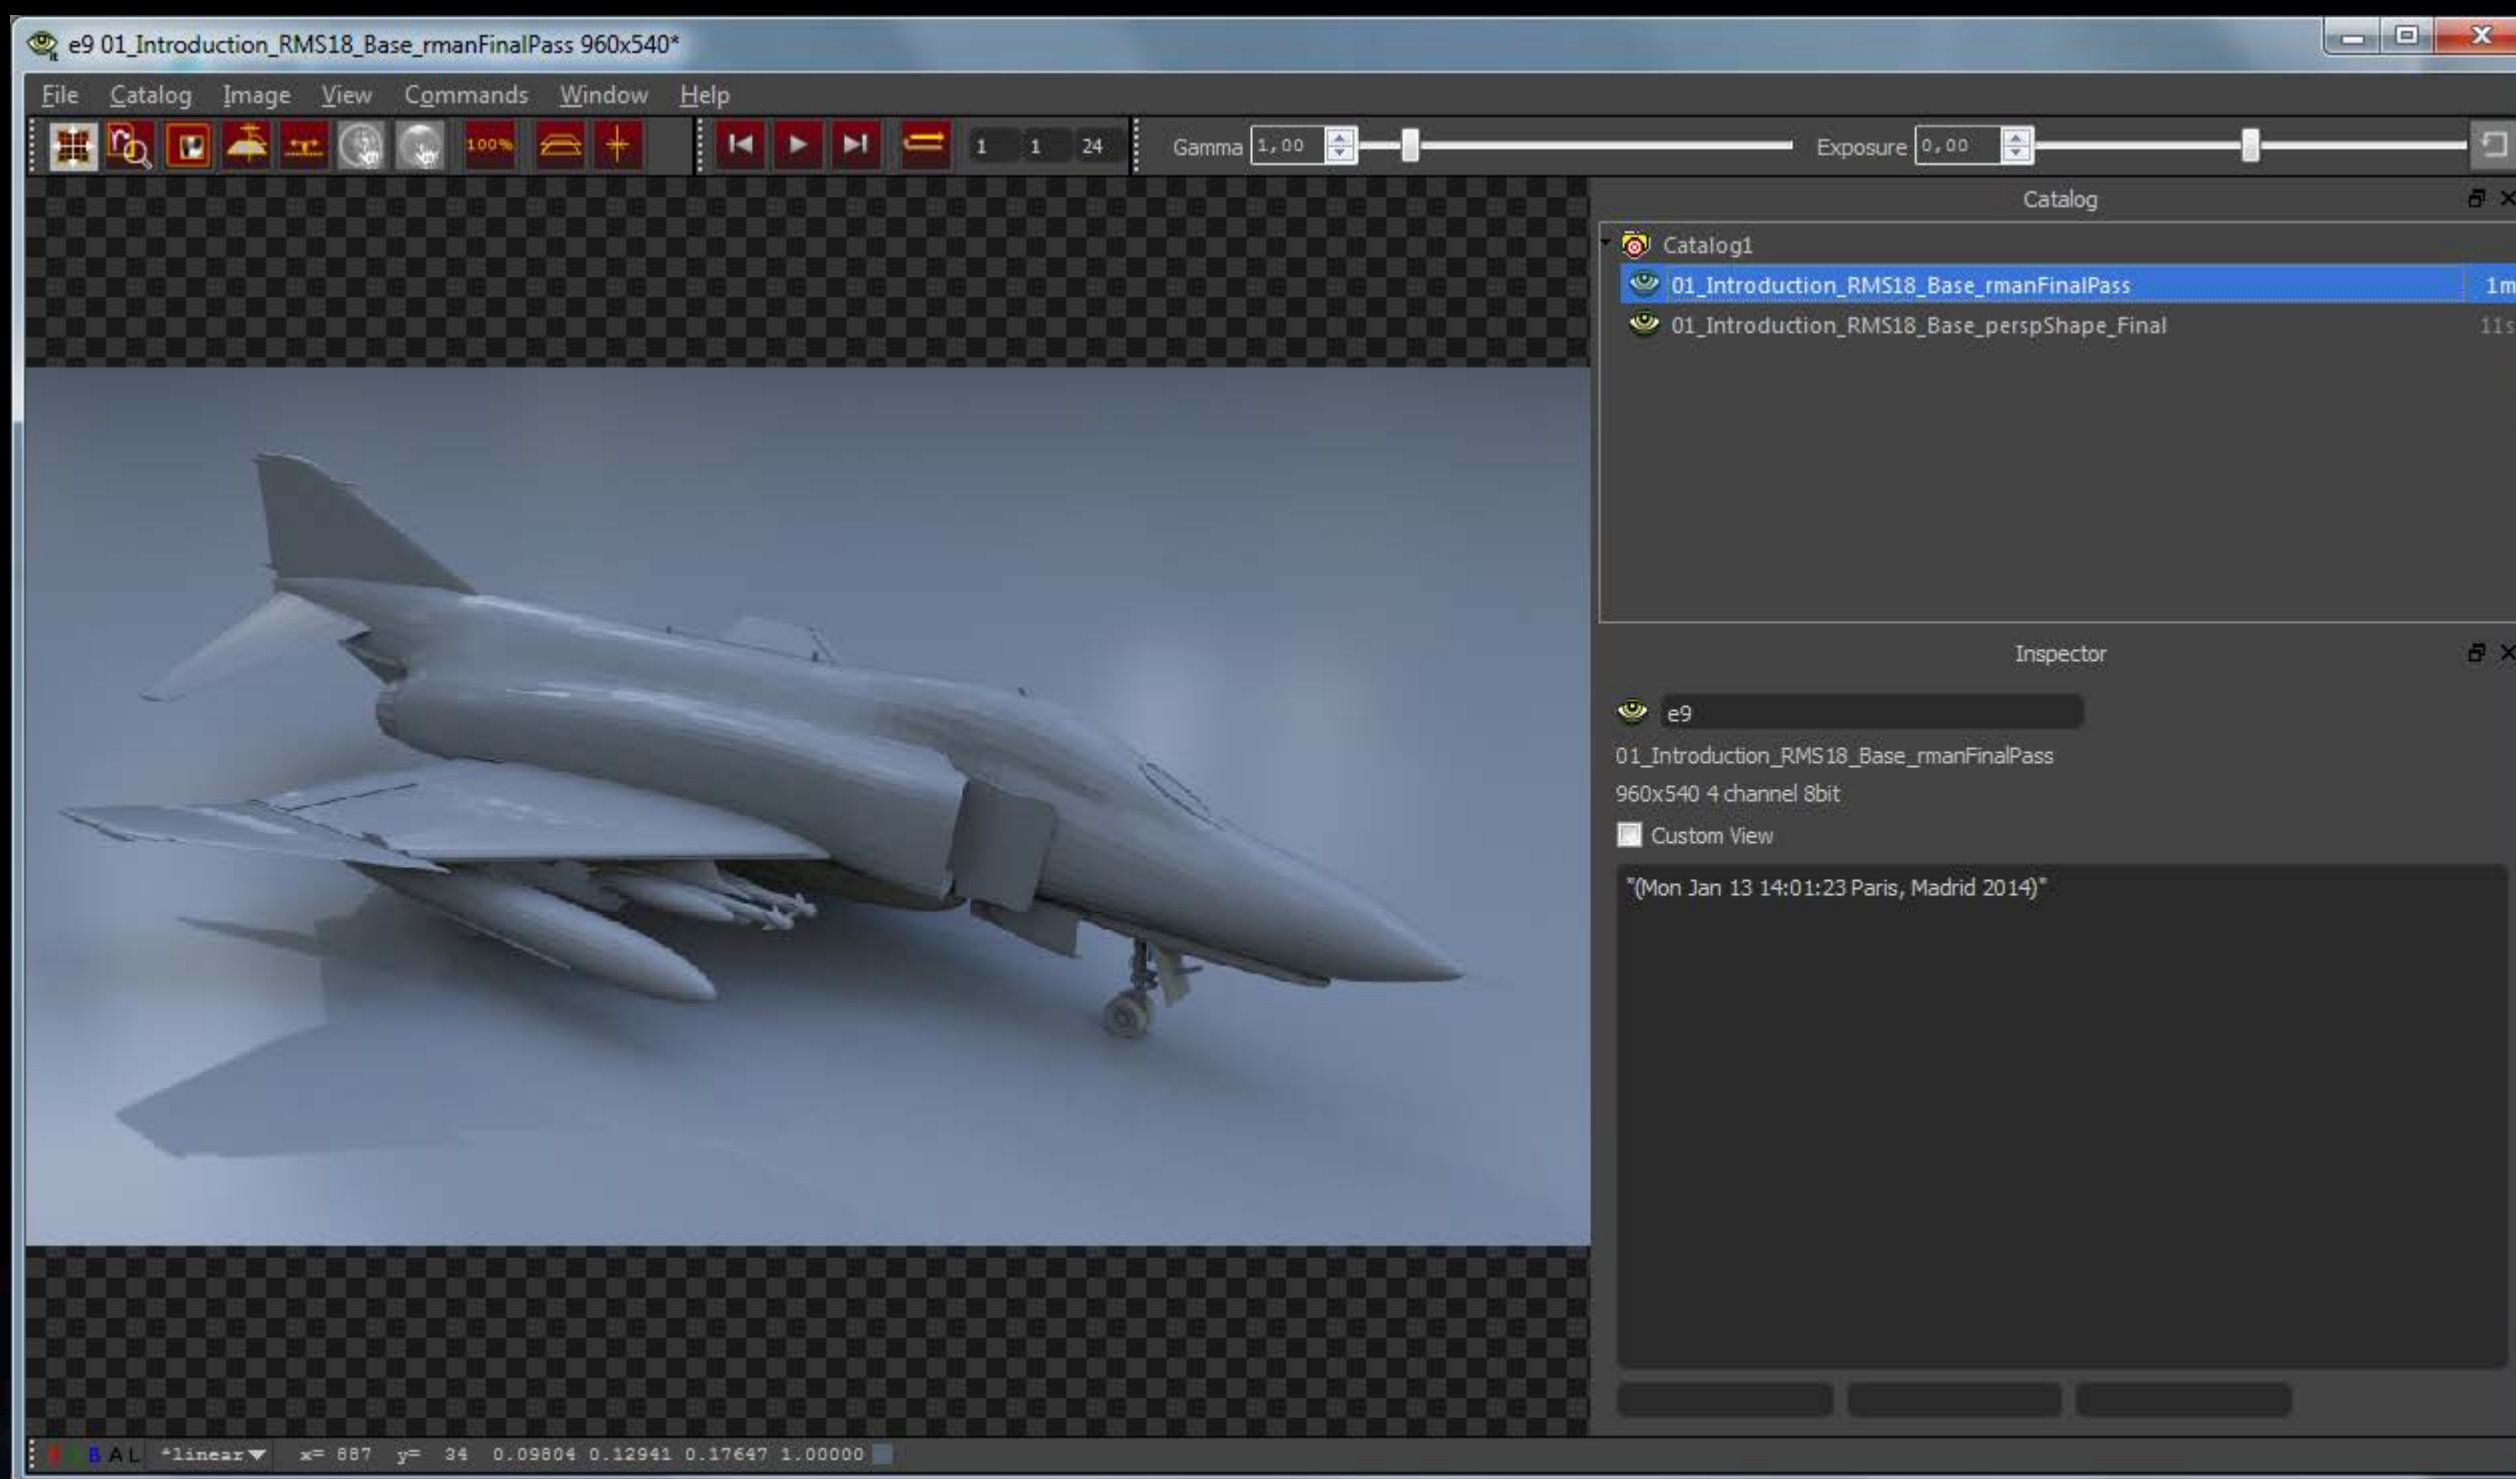 e9 01_Introduction_RMS18_Base_rmanFinalPass 960x540*
File Catalog Image View Commands Window Help
100% 1 1 24 Gamma 1,00 Exposure 0,00
Catalog
Catalog1
01_Introduction_RMS18_Base_rmanFinalPass 1m
01_Introduction_RMS18_Base_perspShape_Final 11s
Inspector
e9
01_Introduction_RMS18_Base_rmanFinalPass
960x540 4 channel 8bit
Custom View
"(Mon Jan 13 14:01:23 Paris, Madrid 2014)"
B A L *linear x= 887 y= 34 0.09804 0.12941 0.17647 1.00000